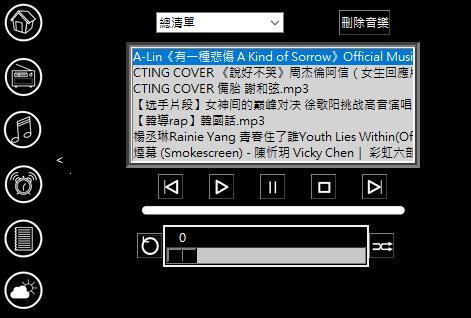 總清單
刪除音樂
A-Lin《有一種悲傷 A Kind of Sorrow》Official Musi
CTING COVER 《說好不哭》周杰倫阿信（女生回應片
CTING COVER 備胎 謝和弦.mp3
【选手片段】女神间的巅峰对决 徐歌阳挑战高音演唱
【韓導rap】韓國話.mp3
楊丞琳Rainie Yang 青春住了誰Youth Lies Within(Of
煙幕 (Smokescreen) - 陳忻玥 Vicky Chen｜ 彩虹六部
<
0